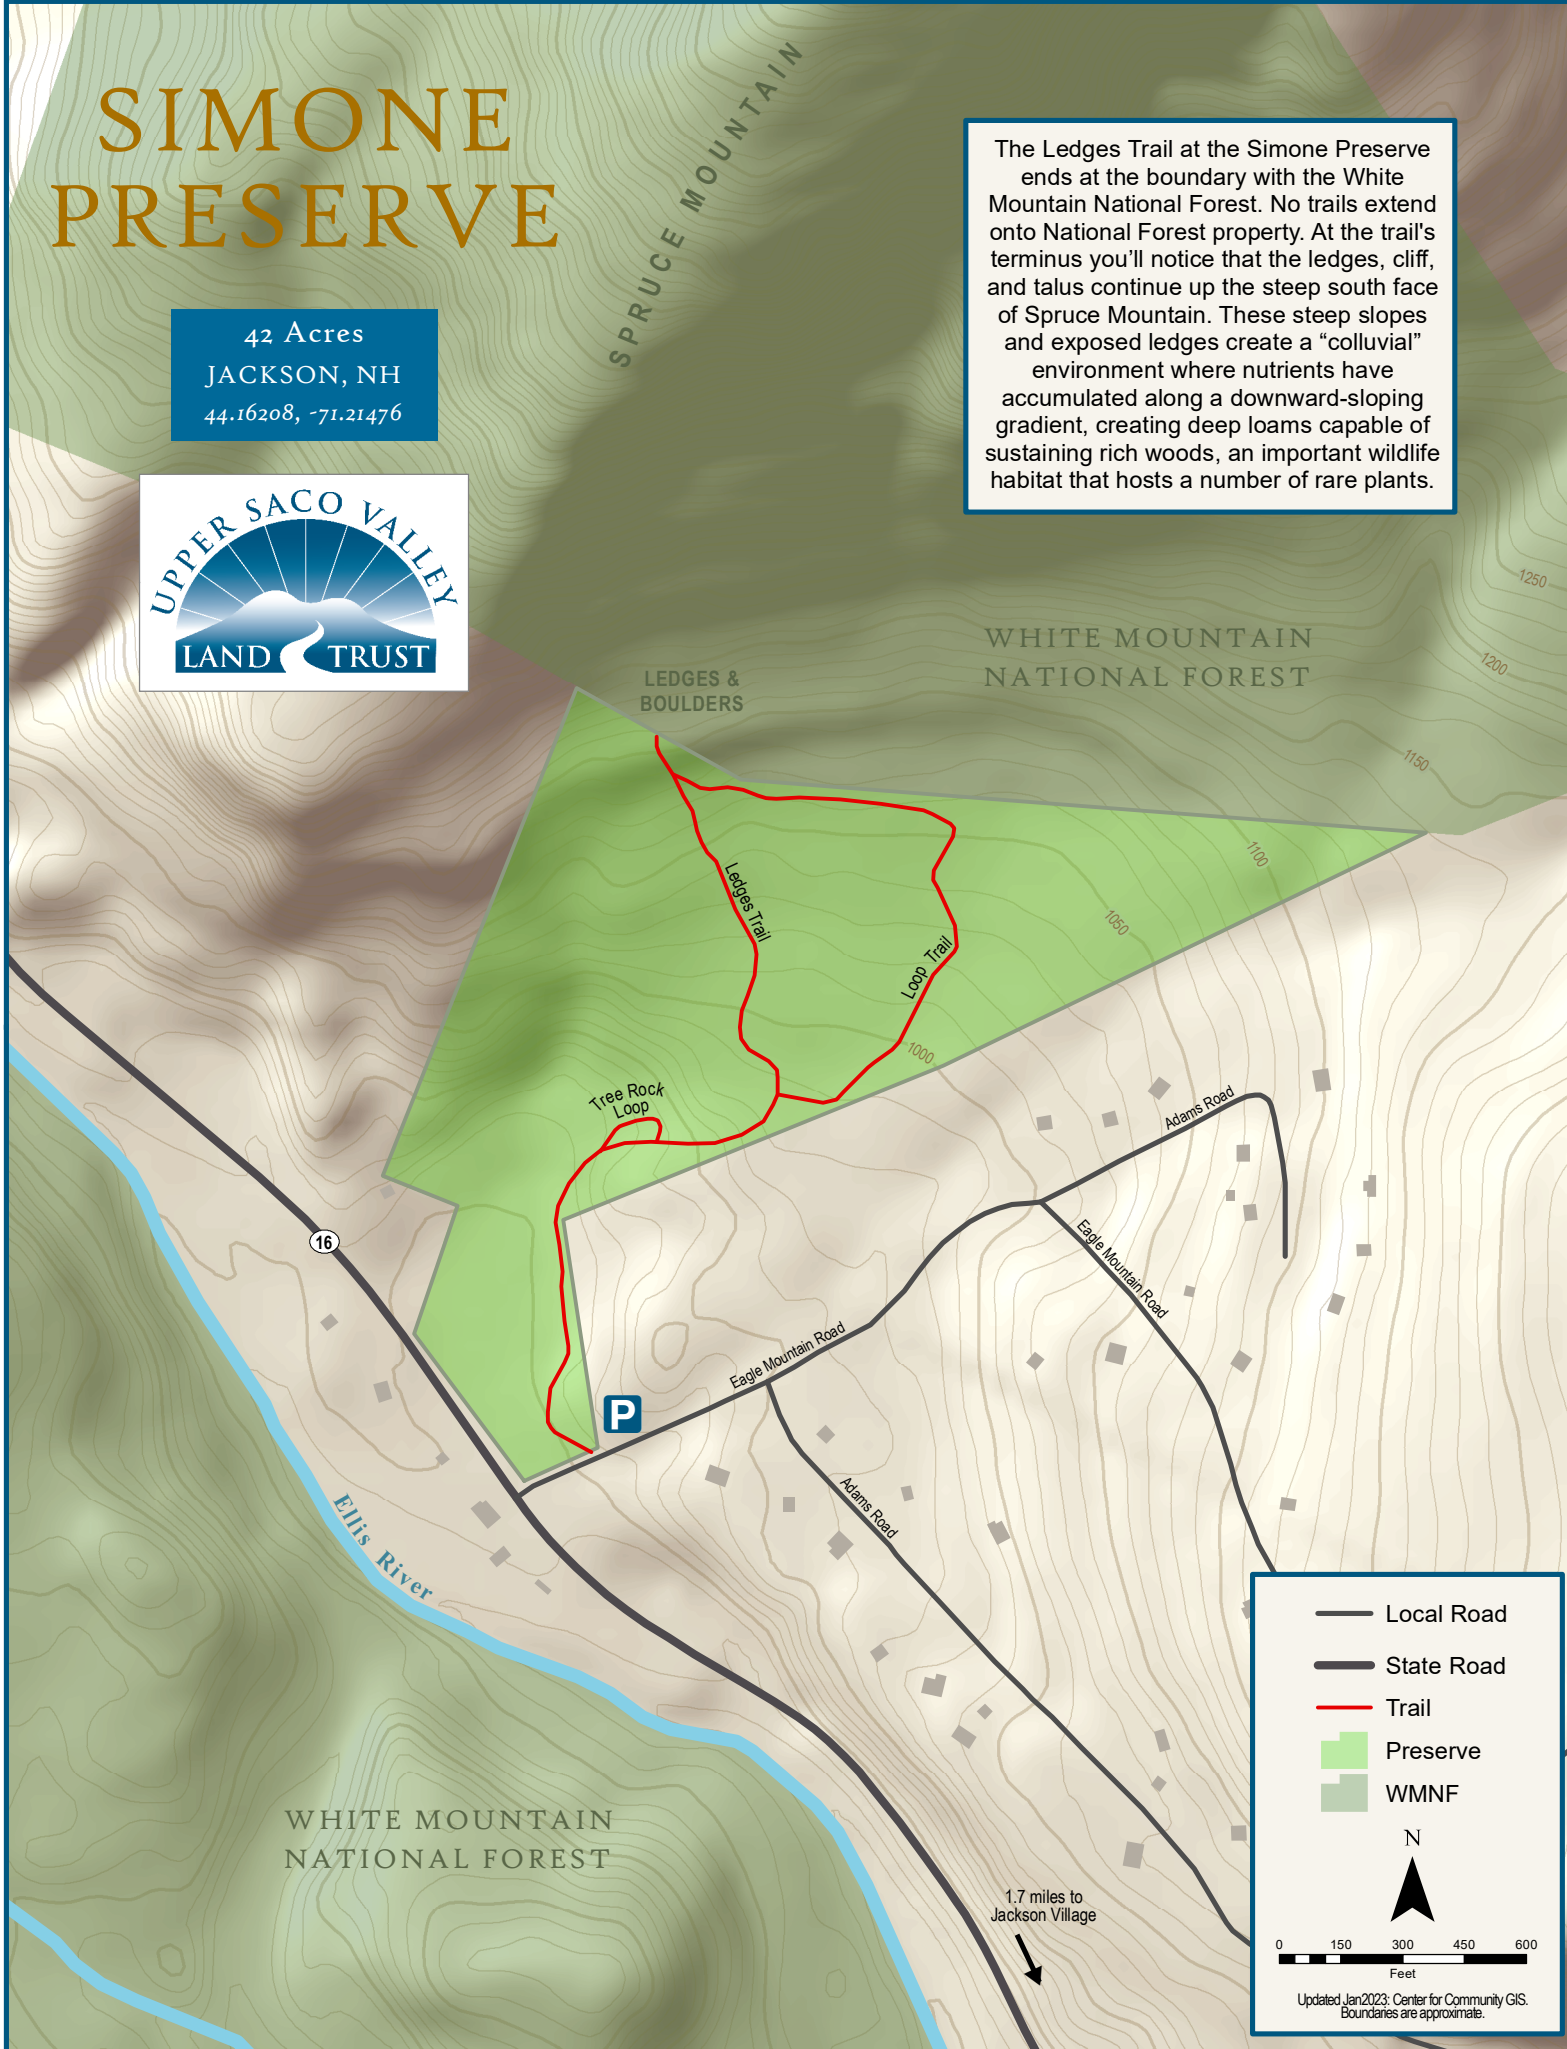 SIMONE
PRESERVE
42 Acres
JACKSON, NH
44.16208, -71.21476
UPPER SACO VALLEY
LAND TRUST
SPRUCE MOUNTAIN
The Ledges Trail at the Simone Preserve
ends at the boundary with the White
Mountain National Forest. No trails extend
onto National Forest property. At the trail's
terminus you’ll notice that the ledges, cliff,
and talus continue up the steep south face
of Spruce Mountain. These steep slopes
and exposed ledges create a “colluvial”
environment where nutrients have
accumulated along a downward-sloping
gradient, creating deep loams capable of
sustaining rich woods, an important wildlife
habitat that hosts a number of rare plants.
1250
WHITE MOUNTAIN
NATIONAL FOREST
1200
LEDGES &
BOULDERS
1150
1100
Ledges Trail
1050
Loop Trail
1000
Tree Rock
Loop
Adams Road
16
Eagle Mountain Road
Eagle Mountain Road
P
Adams Road
Ellis River
WHITE MOUNTAIN
NATIONAL FOREST
1.7 miles to
Jackson Village
Local Road
State Road
Trail
Preserve
WMNF
N
0 150 300 450 600
Feet
Updated Jan2023: Center for Community GIS.
Boundaries are approximate.